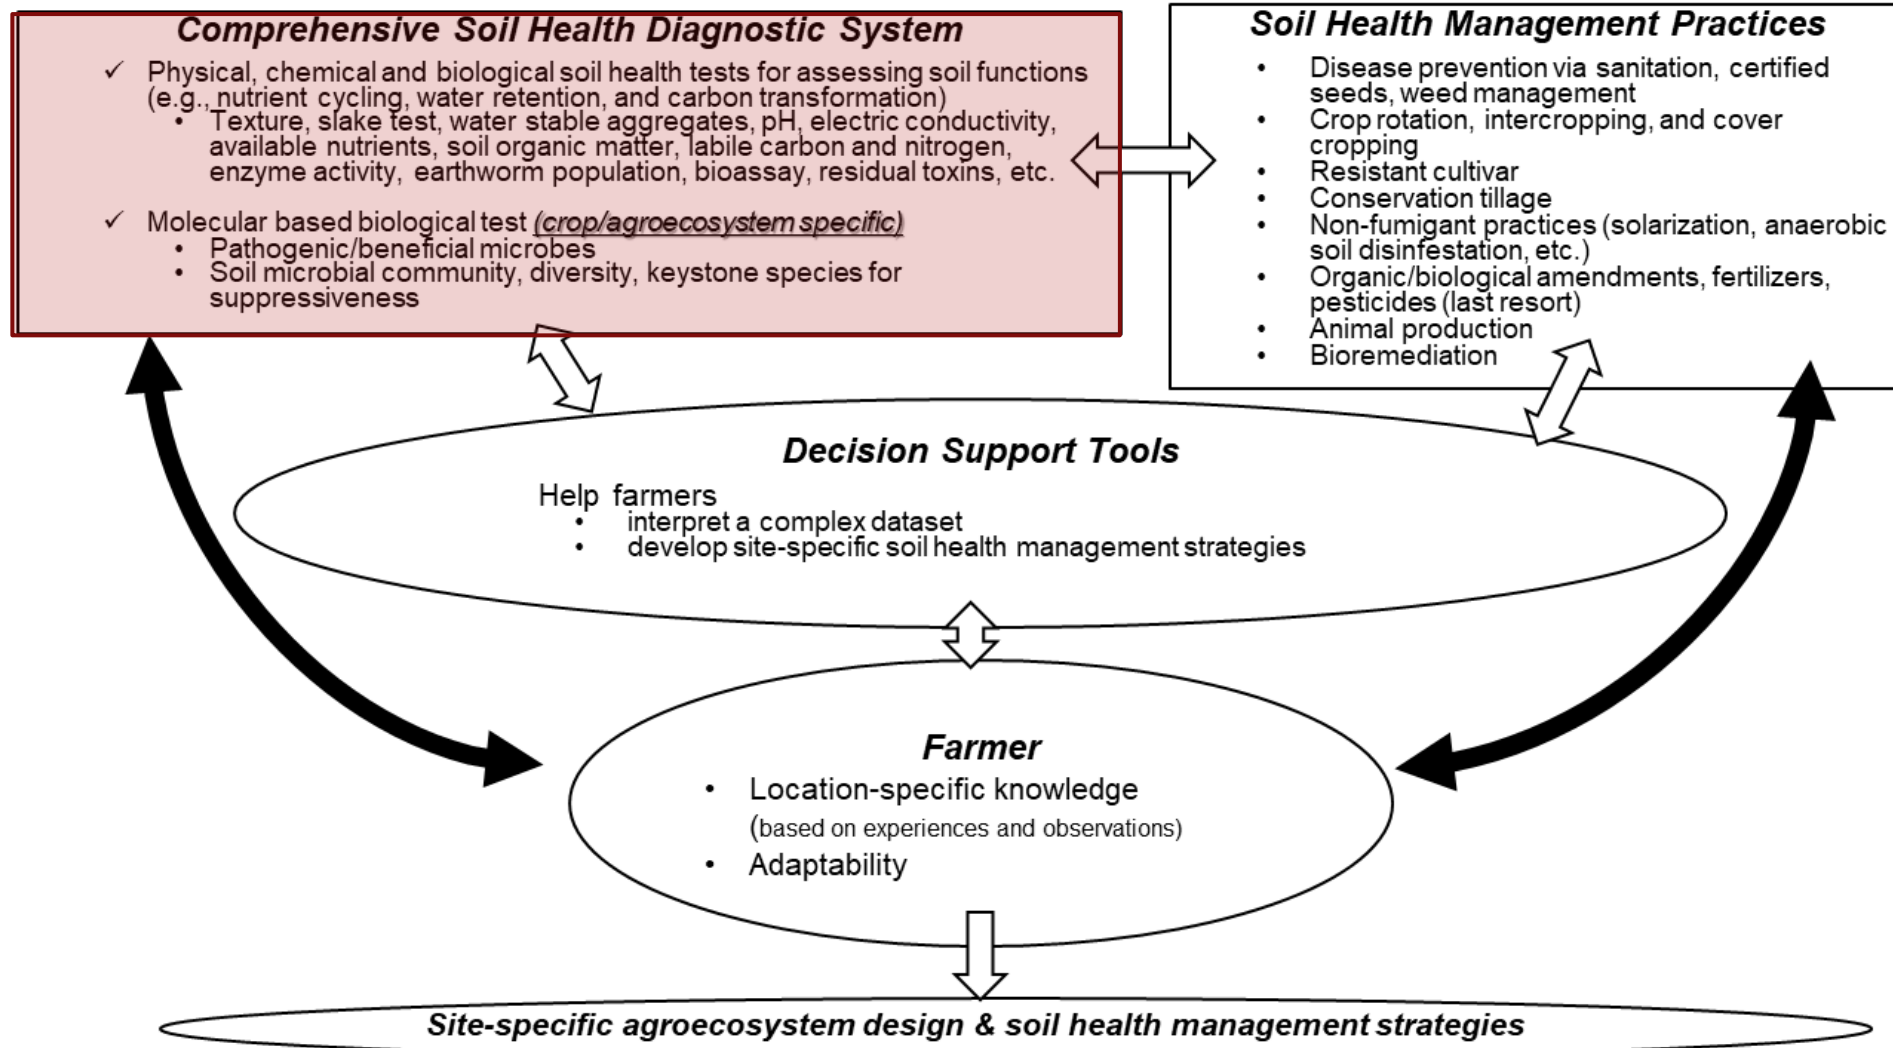 Comprehensive Soil Health Diagnostic System
✓ Physical, chemical and biological soil health tests for assessing soil functions
(e.g., nutrient cycling, water retention, and carbon transformation)
• Texture, slake test, water stable aggregates, pH, electric conductivity,
available nutrients, soil organic matter, labile carbon and nitrogen,
enzyme activity, earthworm population, bioassay, residual toxins, etc.
✓ Molecular based biological test (crop/agroecosystem specific)
• Pathogenic/beneficial microbes
• Soil microbial community, diversity, keystone species for
suppressiveness
Soil Health Management Practices
• Disease prevention via sanitation, certified
seeds, weed management
• Crop rotation, intercropping, and cover
cropping
• Resistant cultivar
• Conservation tillage
• Non-fumigant practices (solarization, anaerobic
soil disinfestation, etc.)
• Organic/biological amendments, fertilizers,
pesticides (last resort)
• Animal production
• Bioremediation
Decision Support Tools
Help farmers
• interpret a complex dataset
• develop site-specific soil health management strategies
Farmer
• Location-specific knowledge
(based on experiences and observations)
• Adaptability
Site-specific agroecosystem design & soil health management strategies